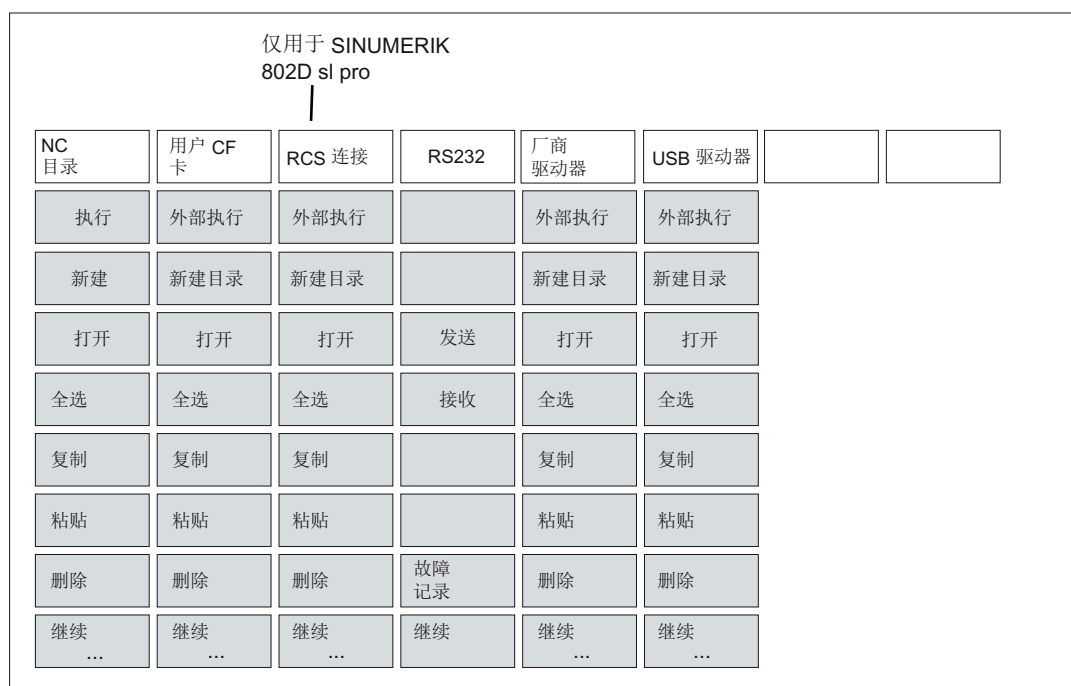 仅用于 SINUMERIK
802D sl pro
NC
目录
用户 CF
卡
RCS 连接
RS232
厂商
驱动器
USB 驱动器
执行
外部执行
外部执行
外部执行
外部执行
新建
新建目录
新建目录
新建目录
新建目录
打开
打开
打开
发送
打开
打开
全选
全选
全选
接收
全选
全选
复制
复制
复制
复制
复制
粘贴
粘贴
粘贴
粘贴
粘贴
删除
删除
删除
故障
记录
删除
删除
继续
...
继续
...
继续
...
继续
继续
...
继续
...